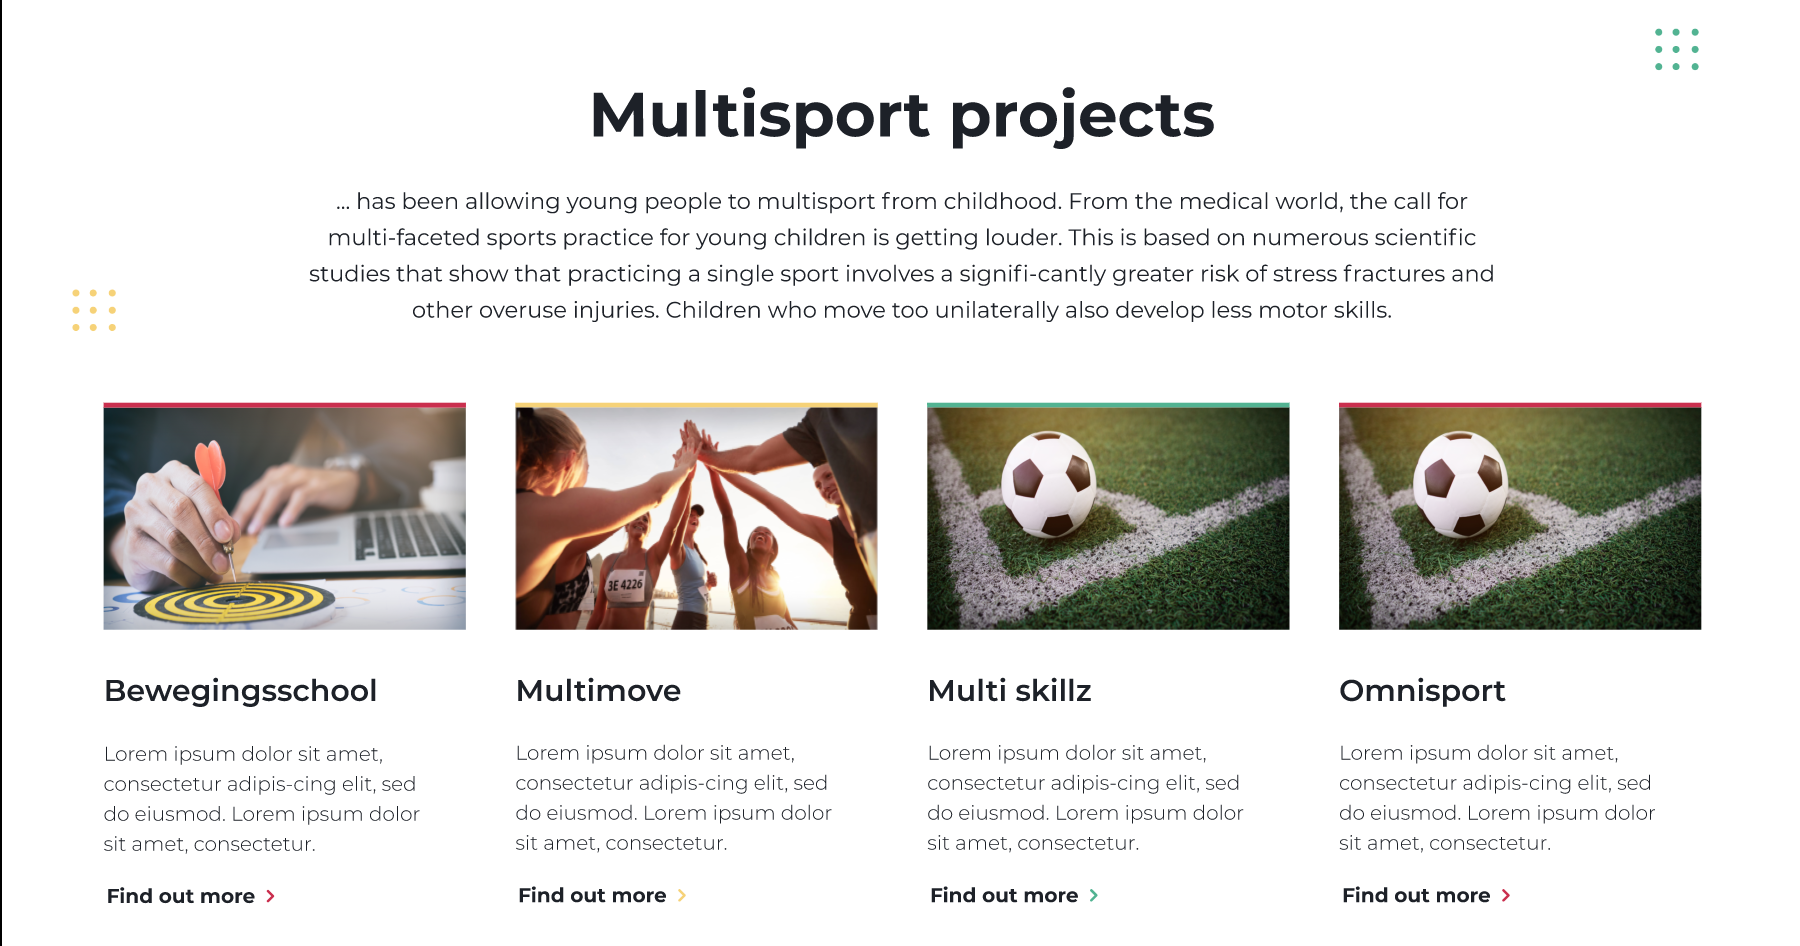 Multisport projects
... has been allowing young people to multisport from childhood. From the medical world, the call for
multi-faceted sports practice for young children is getting louder. This is based on numerous scientific
studies that show that practicing a single sport involves a signifi-cantly greater risk of stress fractures and
other overuse injuries. Children who move too unilaterally also develop less motor skills.
3E 4226
Bewegingsschool
Lorem ipsum dolor sit amet,
consectetur adipis-cing elit, sed
do eiusmod. Lorem ipsum dolor
sit amet, consectetur.
Find out more
Multimove
Lorem ipsum dolor sit amet,
consectetur adipis-cing elit, sed
do eiusmod. Lorem ipsum dolor
sit amet, consectetur.
Find out more
Multi skillz
Lorem ipsum dolor sit amet,
consectetur adipis-cing elit, sed
do eiusmod. Lorem ipsum dolor
sit amet, consectetur.
Find out more
Omnisport
Lorem ipsum dolor sit amet,
consectetur adipis-cing elit, sed
do eiusmod. Lorem ipsum dolor
sit amet, consectetur.
Find out more